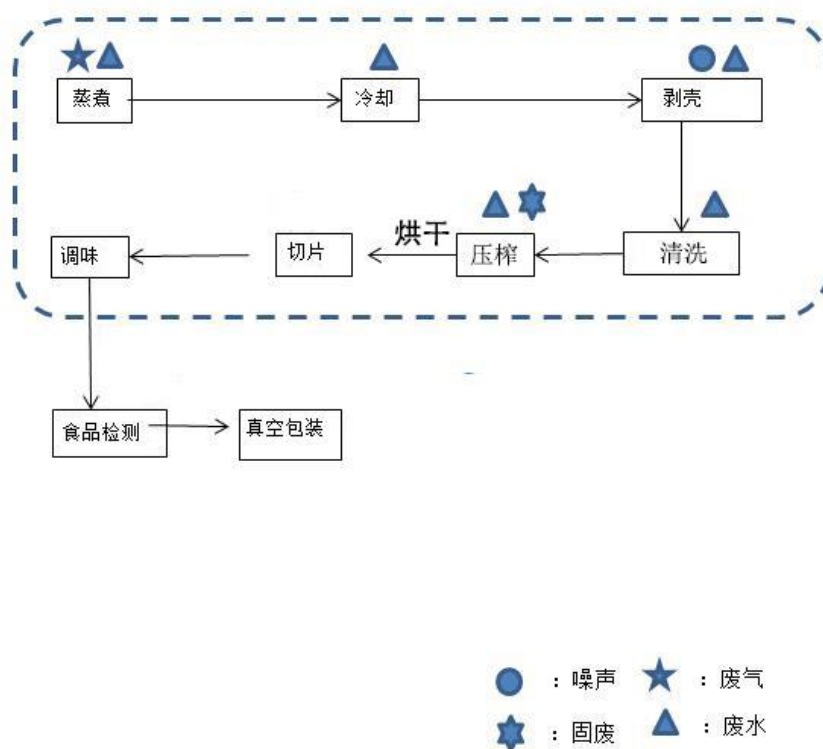 蒸煮
冷却
剥壳
调味
切片
烘干
压榨
清洗
食品检测
真空包装
：噪声
：废气
：固废
：废水